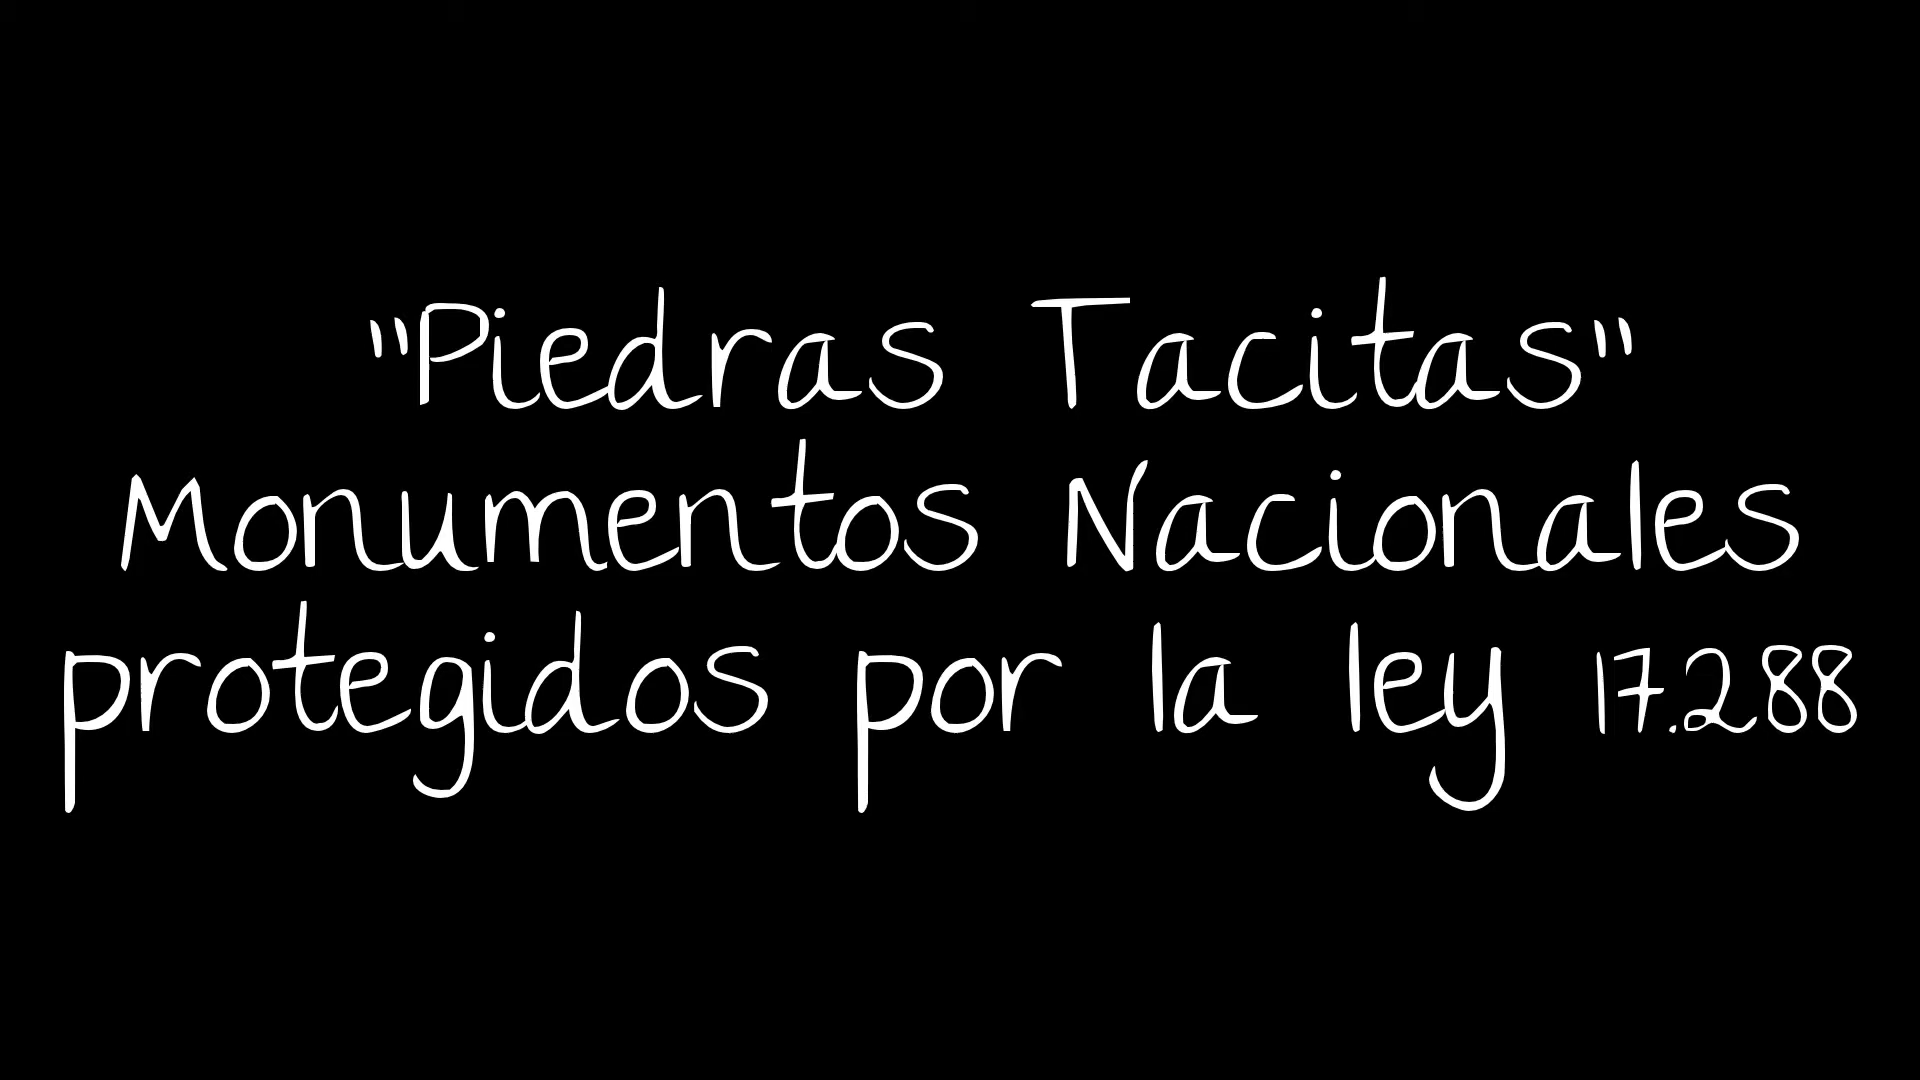 "Piedras Tacitas"
Monumentos Nacionales
protegidos por la ley 17.288